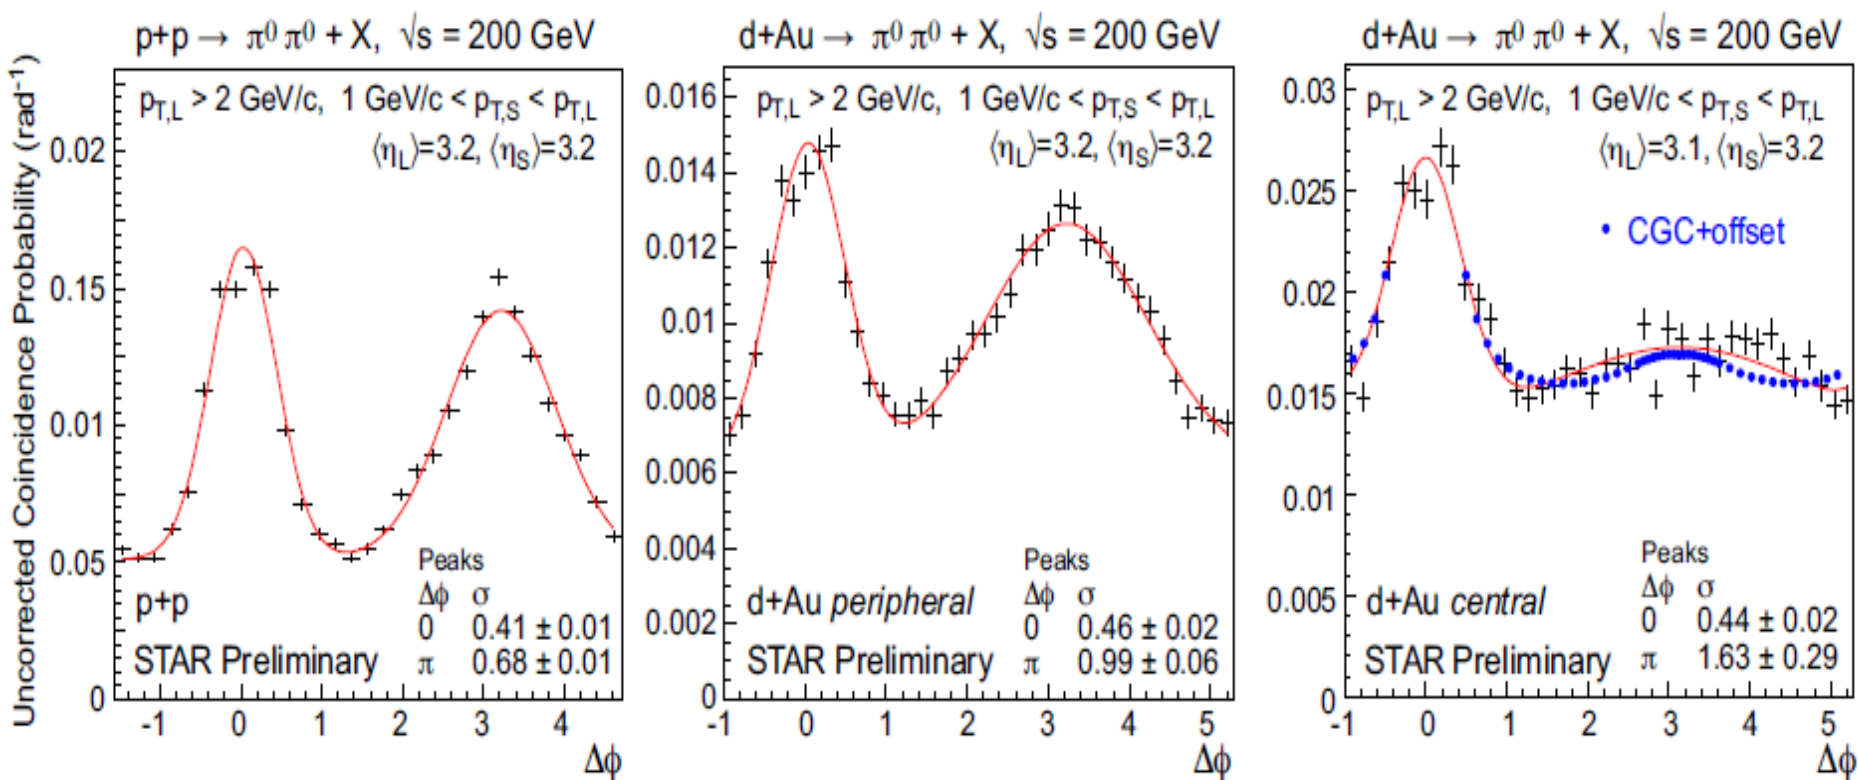 Uncorrected Coincidence Probability (rad⁻¹)
p+p → π⁰ π⁰ + X, √s = 200 GeV
p_T,L > 2 GeV/c, 1 GeV/c < p_T,S < p_T,L
⟨η_L⟩=3.2, ⟨η_S⟩=3.2
0.02
0.15
0.01
0.05
0
Peaks
Δϕ σ
0 0.41 ± 0.01
π 0.68 ± 0.01
p+p
STAR Preliminary
-1 0 1 2 3 4
Δϕ
d+Au → π⁰ π⁰ + X, √s = 200 GeV
p_T,L > 2 GeV/c, 1 GeV/c < p_T,S < p_T,L
⟨η_L⟩=3.2, ⟨η_S⟩=3.2
0.016
0.014
0.012
0.01
0.008
0.006
0.004
0.002
0
Peaks
Δϕ σ
0 0.46 ± 0.02
π 0.99 ± 0.06
d+Au peripheral
STAR Preliminary
-1 0 1 2 3 4 5
Δϕ
d+Au → π⁰ π⁰ + X, √s = 200 GeV
p_T,L > 2 GeV/c, 1 GeV/c < p_T,S < p_T,L
⟨η_L⟩=3.1, ⟨η_S⟩=3.2
CGC+offset
0.03
0.025
0.02
0.015
0.01
0.005
0
Peaks
Δϕ σ
0 0.44 ± 0.02
π 1.63 ± 0.29
d+Au central
STAR Preliminary
-1 0 1 2 3 4 5
Δϕ